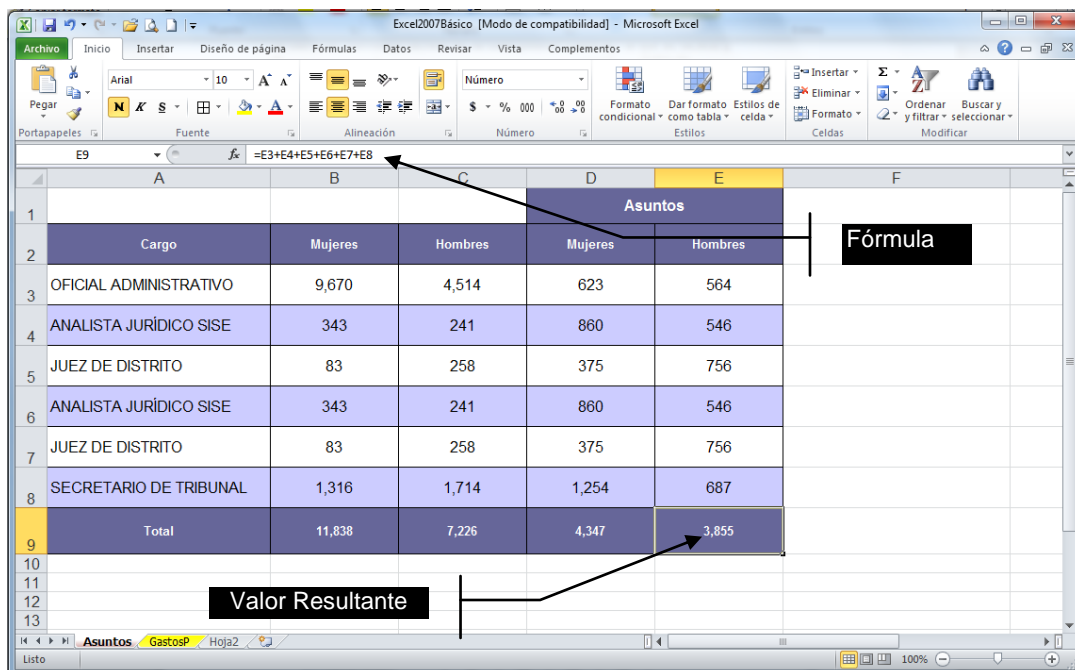 Excel2007Básico [Modo de compatibilidad] - Microsoft Excel
Archivo Inicio Insertar Diseño de página Fórmulas Datos Revisar Vista Complementos
Pegar
Portapapeles
Arial 10
N K S
Fuente
Alineación
Número
$ % 000
Número
Formato condicional
Dar formato como tabla
Estilos de celda
Estilos
Insertar
Eliminar
Formato
Celdas
Ordenar y filtrar
Buscar y seleccionar
Modificar
E9 fx =E3+E4+E5+E6+E7+E8
A B C D E F
1 Asuntos
2 Cargo Mujeres Hombres Mujeres Hombres
Fórmula
3 OFICIAL ADMINISTRATIVO 9,670 4,514 623 564
4 ANALISTA JURÍDICO SISE 343 241 860 546
5 JUEZ DE DISTRITO 83 258 375 756
6 ANALISTA JURÍDICO SISE 343 241 860 546
7 JUEZ DE DISTRITO 83 258 375 756
8 SECRETARIO DE TRIBUNAL 1,316 1,714 1,254 687
9 Total 11,838 7,226 4,347 3,855
10
11
12
Valor Resultante
13
Asuntos GastosP Hoja2
Listo 100%